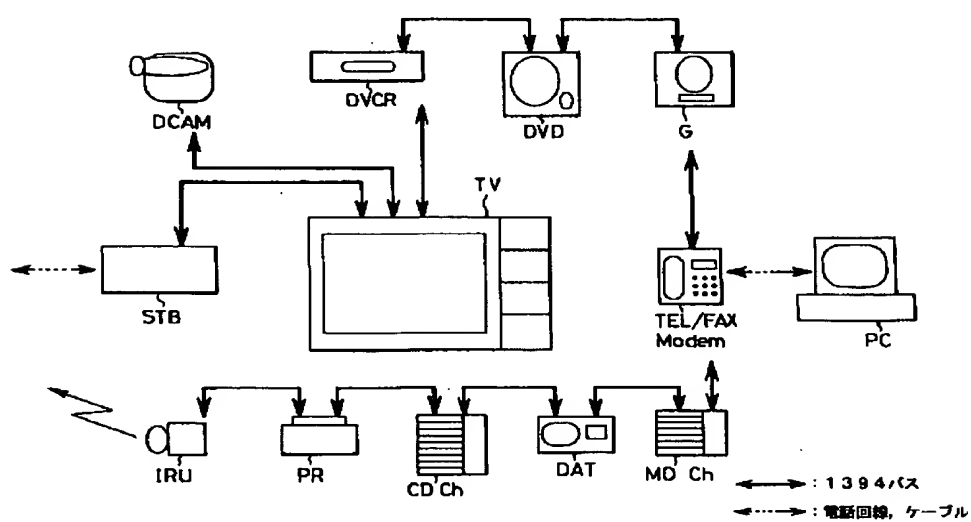 DCAM
DVCR
DVD
G
TV
STB
TEL/FAX
Modem
PC
IRU
PR
CD Ch
DAT
MD Ch
: 1394バス
: 電話回線, ケーブル